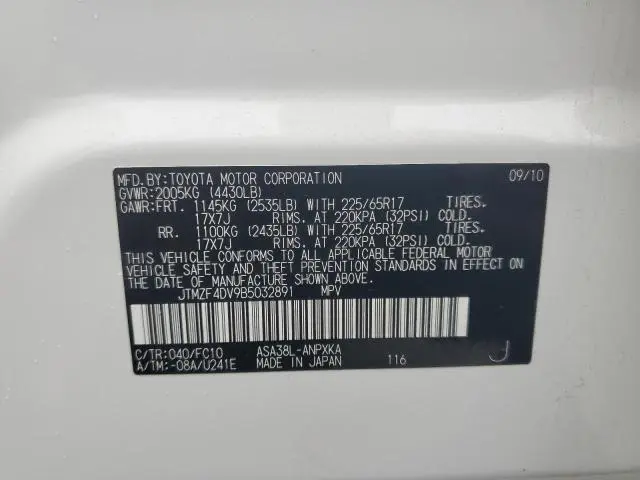 MFD.BY:TOYOTA MOTOR CORPORATION 09/10
GVWR:2005KG (4430LB)
GAWR:FRT. 1145KG (2535LB) WITH 225/65R17 TIRES.
17X7J RIMS. AT 220KPA (32PSI) COLD.
RR. 1100KG (2435LB) WITH 225/65R17 TIRES.
17X7J RIMS. AT 220KPA (32PSI) COLD.
THIS VEHICLE CONFORMS TO ALL APPLICABLE FEDERAL MOTOR
VEHICLE SAFETY AND THEFT PREVENTION STANDARDS IN EFFECT ON
THE DATE OF MANUFACTURE SHOWN ABOVE.
JTMZF4DV9B5032891 MPV
C/TR:040/FC10 ASA38L-ANPXKA
A/TM:-08A/U241E MADE IN JAPAN 116 J